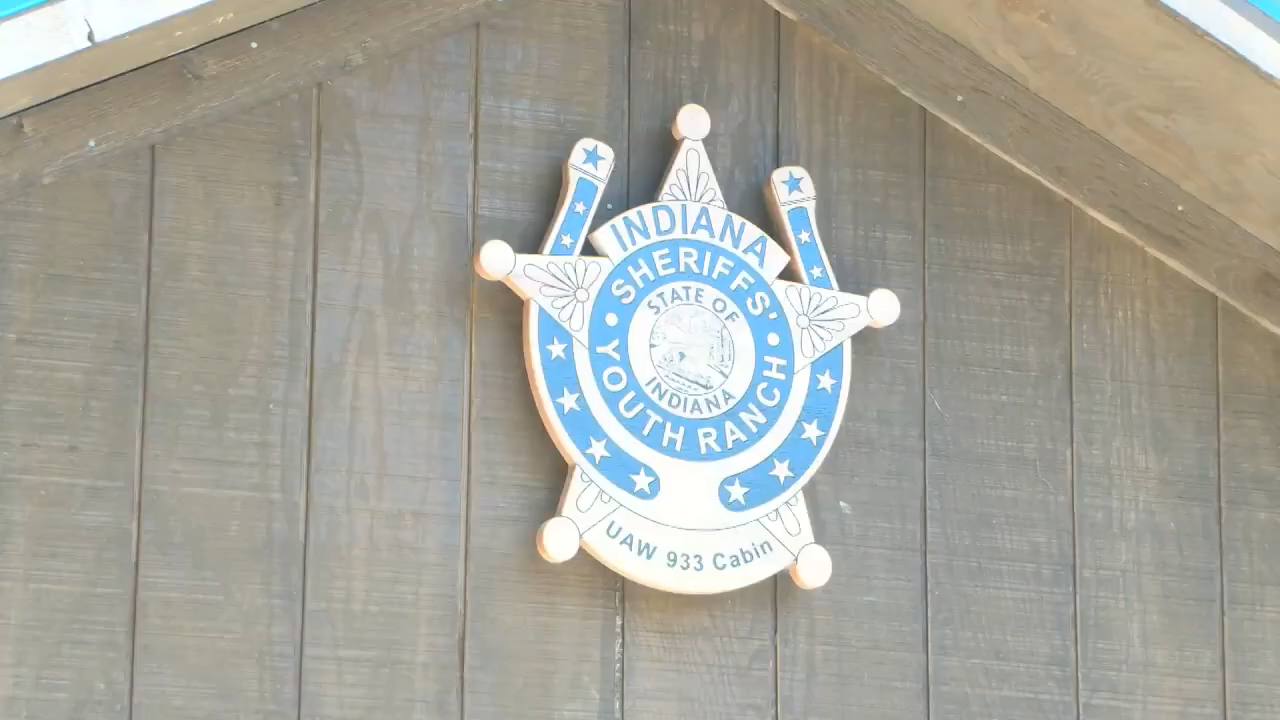 INDIANA
SHERIFFS'
STATE OF
INDIANA
YOUTH RANCH
UAW 933 Cabin